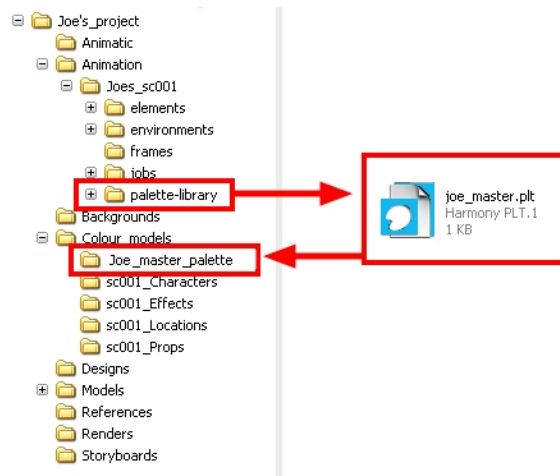 Joe's_project
Animatic
Animation
Joes_sc001
elements
environments
frames
jobs
palette-library
Backgrounds
Colour_models
Joe_master_palette
sc001_Characters
sc001_Effects
sc001_Locations
sc001_Props
Designs
Models
References
Renders
Storyboards
joe_master.plt
Harmony PLT.1
1 KB